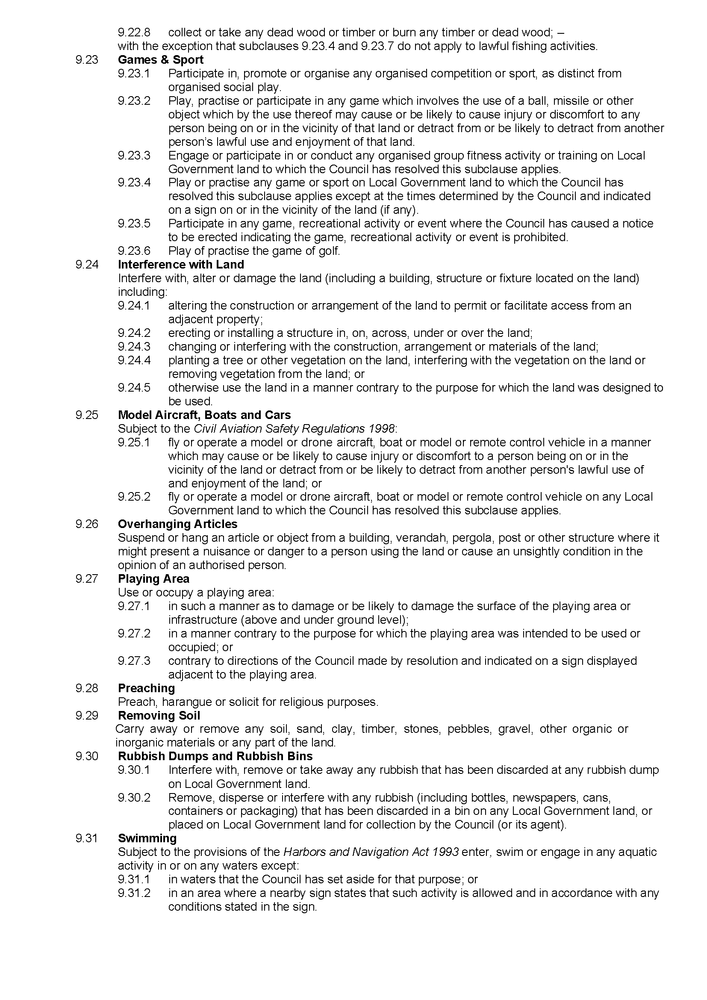 9.22.8 collect or take any dead wood or timber or burn any timber or dead wood; –
with the exception that subclauses 9.23.4 and 9.23.7 do not apply to lawful fishing activities.
9.23 Games & Sport
9.23.1 Participate in, promote or organise any organised competition or sport, as distinct from
organised social play.
9.23.2 Play, practise or participate in any game which involves the use of a ball, missile or other
object which by the use thereof may cause or be likely to cause injury or discomfort to any
person being on or in the vicinity of that land or detract from or be likely to detract from another
person's lawful use and enjoyment of that land.
9.23.3 Engage or participate in or conduct any organised group fitness activity or training on Local
Government land to which the Council has resolved this subclause applies.
9.23.4 Play or practise any game or sport on Local Government land to which the Council has
resolved this subclause applies except at the times determined by the Council and indicated
on a sign on or in the vicinity of the land (if any).
9.23.5 Participate in any game, recreational activity or event where the Council has caused a notice
to be erected indicating the game, recreational activity or event is prohibited.
9.23.6 Play of practise the game of golf.
9.24 Interference with Land
Interfere with, alter or damage the land (including a building, structure or fixture located on the land)
including:
9.24.1 altering the construction or arrangement of the land to permit or facilitate access from an
adjacent property;
9.24.2 erecting or installing a structure in, on, across, under or over the land;
9.24.3 changing or interfering with the construction, arrangement or materials of the land;
9.24.4 planting a tree or other vegetation on the land, interfering with the vegetation on the land or
removing vegetation from the land; or
9.24.5 otherwise use the land in a manner contrary to the purpose for which the land was designed to
be used.
9.25 Model Aircraft, Boats and Cars
Subject to the Civil Aviation Safety Regulations 1998:
9.25.1 fly or operate a model or drone aircraft, boat or model or remote control vehicle in a manner
which may cause or be likely to cause injury or discomfort to a person being on or in the
vicinity of the land or detract from or be likely to detract from another person's lawful use of
and enjoyment of the land; or
9.25.2 fly or operate a model or drone aircraft, boat or model or remote control vehicle on any Local
Government land to which the Council has resolved this subclause applies.
9.26 Overhanging Articles
Suspend or hang an article or object from a building, verandah, pergola, post or other structure where it
might present a nuisance or danger to a person using the land or cause an unsightly condition in the
opinion of an authorised person.
9.27 Playing Area
Use or occupy a playing area:
9.27.1 in such a manner as to damage or be likely to damage the surface of the playing area or
infrastructure (above and under ground level);
9.27.2 in a manner contrary to the purpose for which the playing area was intended to be used or
occupied; or
9.27.3 contrary to directions of the Council made by resolution and indicated on a sign displayed
adjacent to the playing area.
9.28 Preaching
Preach, harangue or solicit for religious purposes.
9.29 Removing Soil
Carry away or remove any soil, sand, clay, timber, stones, pebbles, gravel, other organic or
inorganic materials or any part of the land.
9.30 Rubbish Dumps and Rubbish Bins
9.30.1 Interfere with, remove or take away any rubbish that has been discarded at any rubbish dump
on Local Government land.
9.30.2 Remove, disperse or interfere with any rubbish (including bottles, newspapers, cans,
containers or packaging) that has been discarded in a bin on any Local Government land, or
placed on Local Government land for collection by the Council (or its agent).
9.31 Swimming
Subject to the provisions of the Harbors and Navigation Act 1993 enter, swim or engage in any aquatic
activity in or on any waters except:
9.31.1 in waters that the Council has set aside for that purpose; or
9.31.2 in an area where a nearby sign states that such activity is allowed and in accordance with any
conditions stated in the sign.